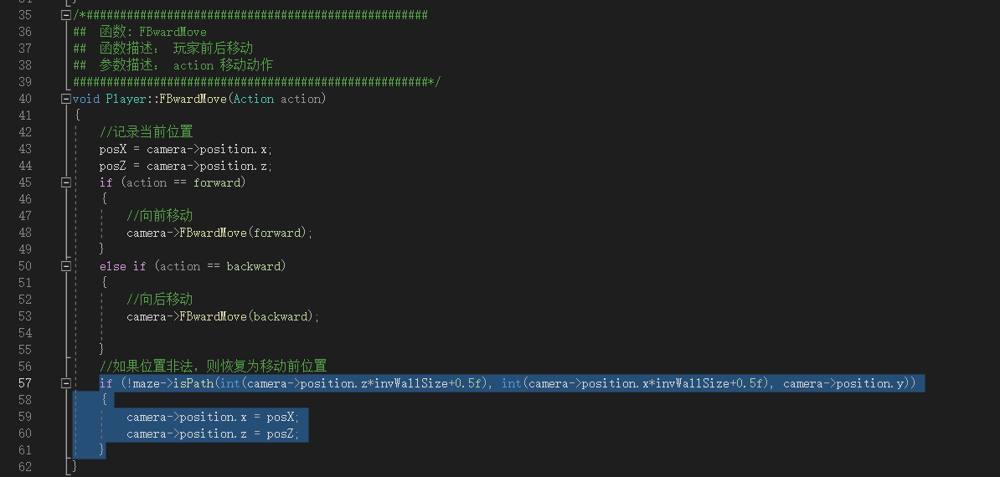 35 /*###################################################
36 ##  函数: FBwardMove
37 ##  函数描述:  玩家前后移动
38 ##  参数描述:  action 移动动作
39 #####################################################*/
40 void Player::FBwardMove(Action action)
41 {
42     //记录当前位置
43     posX = camera->position.x;
44     posZ = camera->position.z;
45     if (action == forward)
46     {
47         //向前移动
48         camera->FBwardMove(forward);
49     }
50     else if (action == backward)
51     {
52         //向后移动
53         camera->FBwardMove(backward);
54
55     }
56     //如果位置非法，则恢复为移动前位置
57     if (!maze->isPath(int(camera->position.z*invWallSize+0.5f), int(camera->position.x*invWallSize+0.5f), camera->position.y))
58     {
59         camera->position.x = posX;
60         camera->position.z = posZ;
61     }
62 }